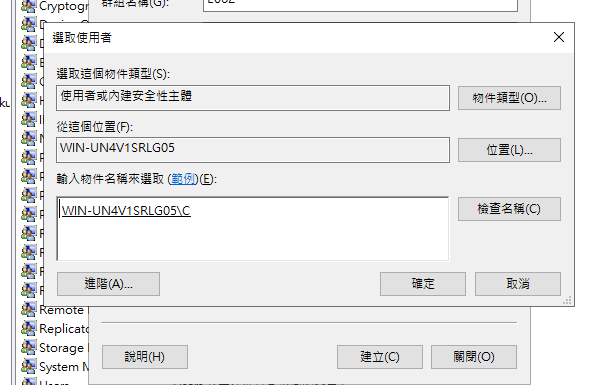 Cryptogr
群組名稱(G):
選取使用者
選取這個物件類型(S):
使用者或內建安全性主體
物件類型(O)...
從這個位置(F):
WIN-UN4V1SRLG05
位置(L)...
輸入物件名稱來選取 (範例)(E):
WIN-UN4V1SRLG05\C
檢查名稱(C)
進階(A)...
確定
取消
Remote
Replicato
Storage
System M
Users
說明(H)
建立(C)
關閉(O)